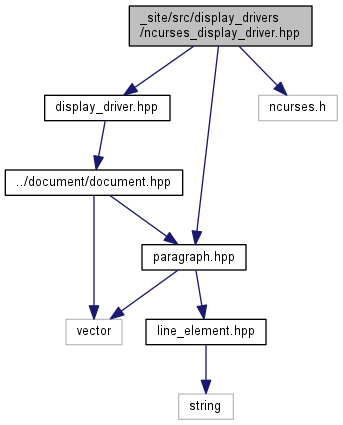 _site/src/display_drivers
/ncurses_display_driver.hpp
display_driver.hpp
ncurses.h
../document/document.hpp
paragraph.hpp
vector
line_element.hpp
string